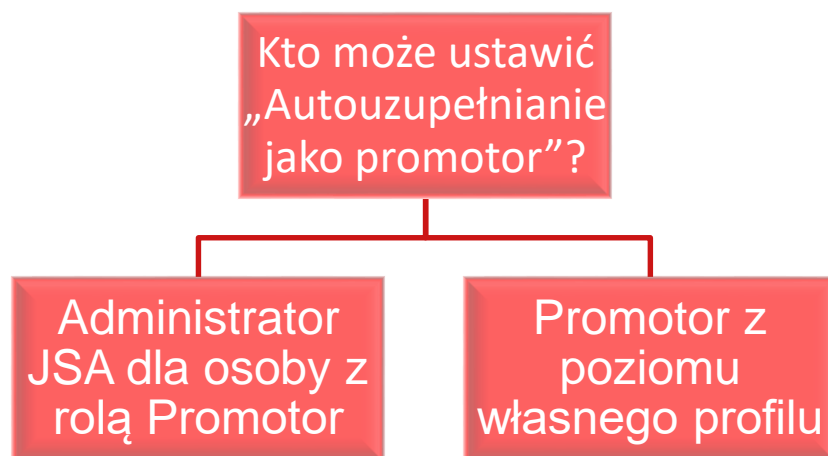 Kto może ustawić
„Autouzupełnianie
jako promotor”?
Administrator
JSA dla osoby z
rolą Promotor
Promotor z
poziomu
własnego profilu